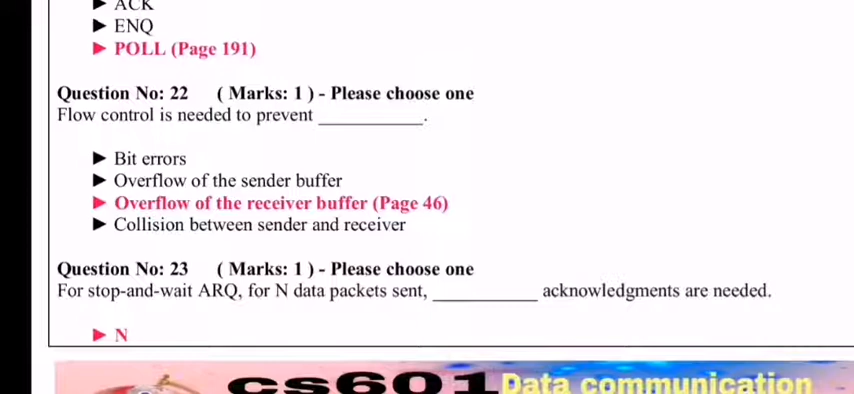 ▶ ACK
▶ ENQ
▶ POLL (Page 191)
Question No: 22 ( Marks: 1 ) - Please choose one
Flow control is needed to prevent ___________.
▶ Bit errors
▶ Overflow of the sender buffer
▶ Overflow of the receiver buffer (Page 46)
▶ Collision between sender and receiver
Question No: 23 ( Marks: 1 ) - Please choose one
For stop-and-wait ARQ, for N data packets sent, ___________ acknowledgments are needed.
▶ N
cs601 Data communication